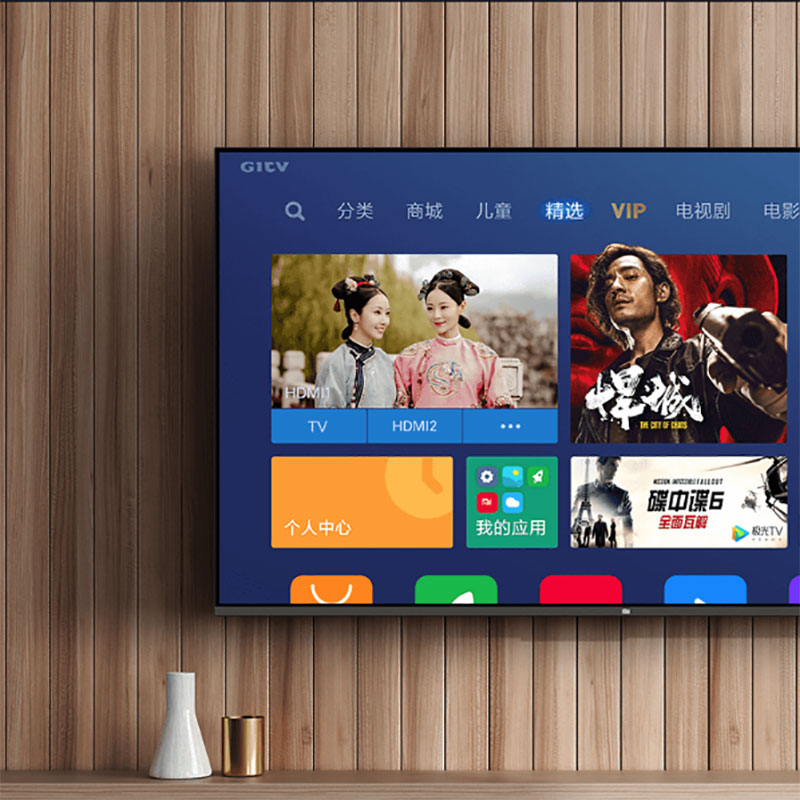 GITV
分类 商城 儿童 精选 VIP 电视剧 电影
HDMI1
TV HDMI2 •••
悍城
THE CITY OF CHAOS
个人中心
我的应用
MISSION: IMPOSSIBLE FALLOUT
碟中谍6
全面瓦解
极光TV
mi